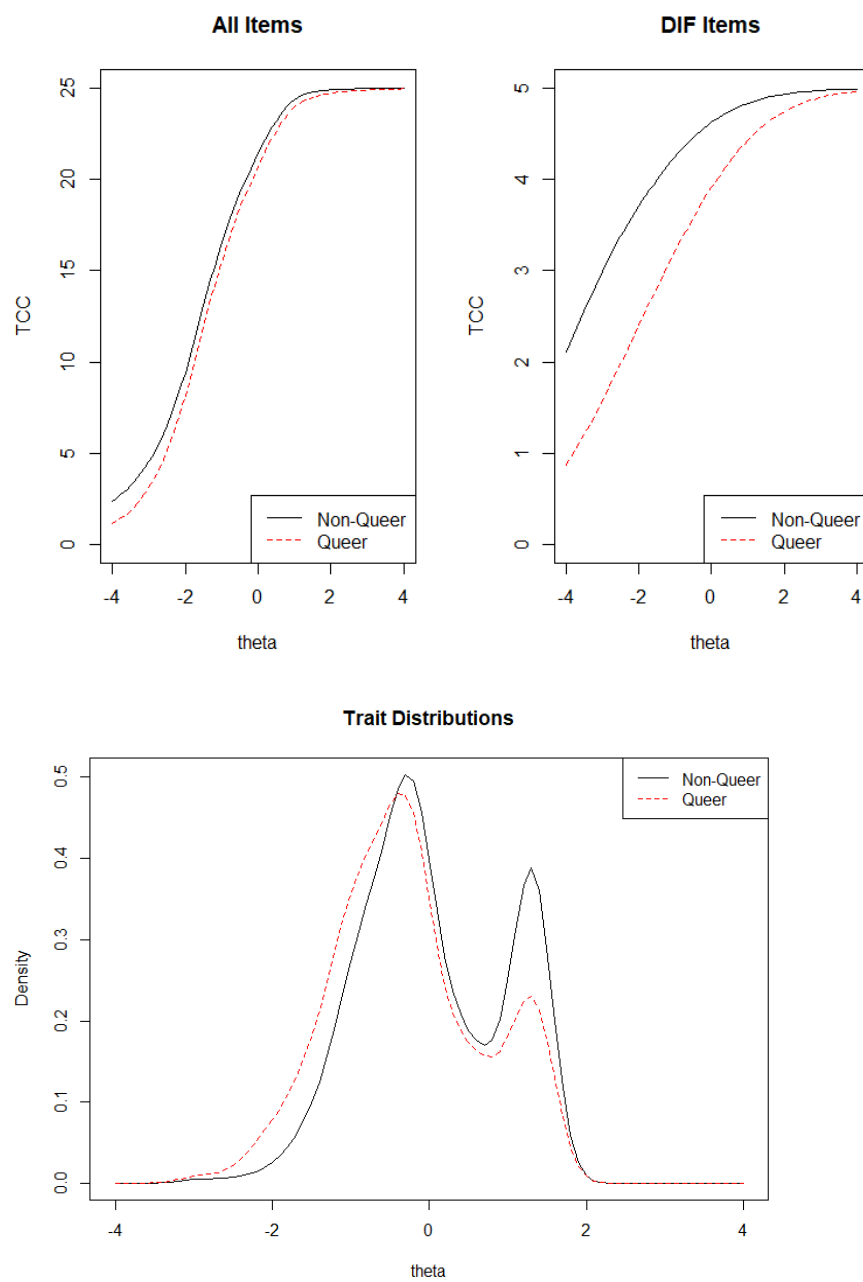 All Items
TCC
25
20
15
10
5
0
Non-Queer
Queer
-4 -2 0 2 4
theta
DIF Items
TCC
5
4
3
2
1
0
Non-Queer
Queer
-4 -2 0 2 4
theta
Trait Distributions
Density
0.5
0.4
0.3
0.2
0.1
0.0
Non-Queer
Queer
-4 -2 0 2 4
theta